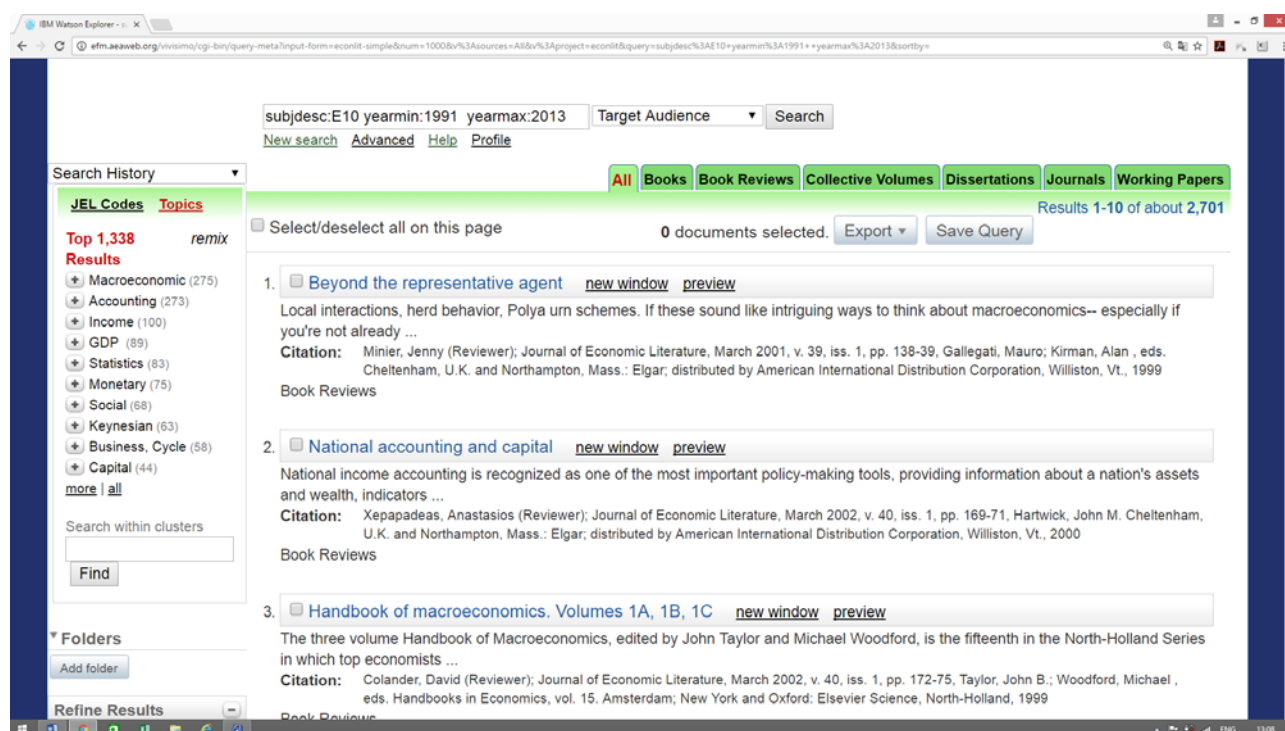 IBM Watson Explorer -
efm.aeaweb.org/vivisimo/cgi-bin/query-meta?input-form=econlit-simple&num=1000&v%3Asources=All&v%3Aproject=econlit&query=subjdesc%3AE10+yearmin%3A1991++yearmax%3A2013&sortby=
subjdesc:E10 yearmin:1991  yearmax:2013 Target Audience Search
New search Advanced Help Profile
Search History
All Books Book Reviews Collective Volumes Dissertations Journals Working Papers
JEL Codes Topics
Results 1-10 of about 2,701
Select/deselect all on this page 0 documents selected. Export Save Query
Top 1,338 remix
Results
Macroeconomic (275)
Accounting (273)
Income (100)
GDP (89)
Statistics (83)
Monetary (75)
Social (68)
Keynesian (63)
Business, Cycle (58)
Capital (44)
more | all
Search within clusters
Find
Folders
Add folder
Refine Results
1. Beyond the representative agent new window preview
Local interactions, herd behavior, Polya urn schemes. If these sound like intriguing ways to think about macroeconomics-- especially if
you're not already ...
Citation: Minier, Jenny (Reviewer); Journal of Economic Literature, March 2001, v. 39, iss. 1, pp. 138-39, Gallegati, Mauro; Kirman, Alan , eds.
Cheltenham, U.K. and Northampton, Mass.: Elgar; distributed by American International Distribution Corporation, Williston, Vt., 1999
Book Reviews
2. National accounting and capital new window preview
National income accounting is recognized as one of the most important policy-making tools, providing information about a nation's assets
and wealth, indicators ...
Citation: Xepapadeas, Anastasios (Reviewer); Journal of Economic Literature, March 2002, v. 40, iss. 1, pp. 169-71, Hartwick, John M. Cheltenham,
U.K. and Northampton, Mass.: Elgar; distributed by American International Distribution Corporation, Williston, Vt., 2000
Book Reviews
3. Handbook of macroeconomics. Volumes 1A, 1B, 1C new window preview
The three volume Handbook of Macroeconomics, edited by John Taylor and Michael Woodford, is the fifteenth in the North-Holland Series
in which top economists ...
Citation: Colander, David (Reviewer); Journal of Economic Literature, March 2002, v. 40, iss. 1, pp. 172-75, Taylor, John B.; Woodford, Michael ,
eds. Handbooks in Economics, vol. 15. Amsterdam; New York and Oxford: Elsevier Science, North-Holland, 1999
Book Reviews
ENG 13:08